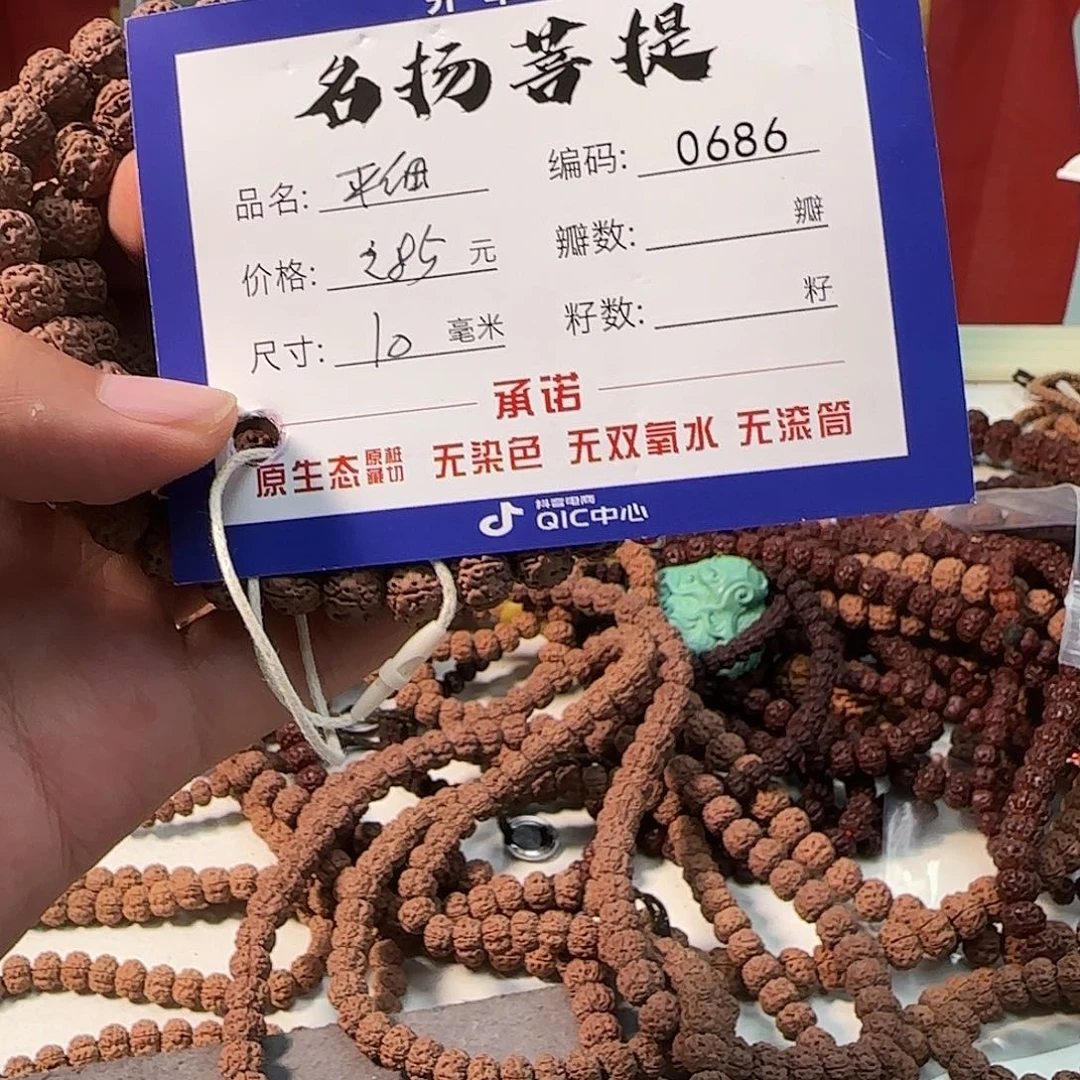 名扬菩提
品名: 平细 编码: 0686
价格: 285 元 瓣数: 瓣
尺寸: 10 毫米 籽数: 籽
承诺
原生态 原桩藏切 无染色 无双氧水 无滚筒
抖音电商
QIC中心